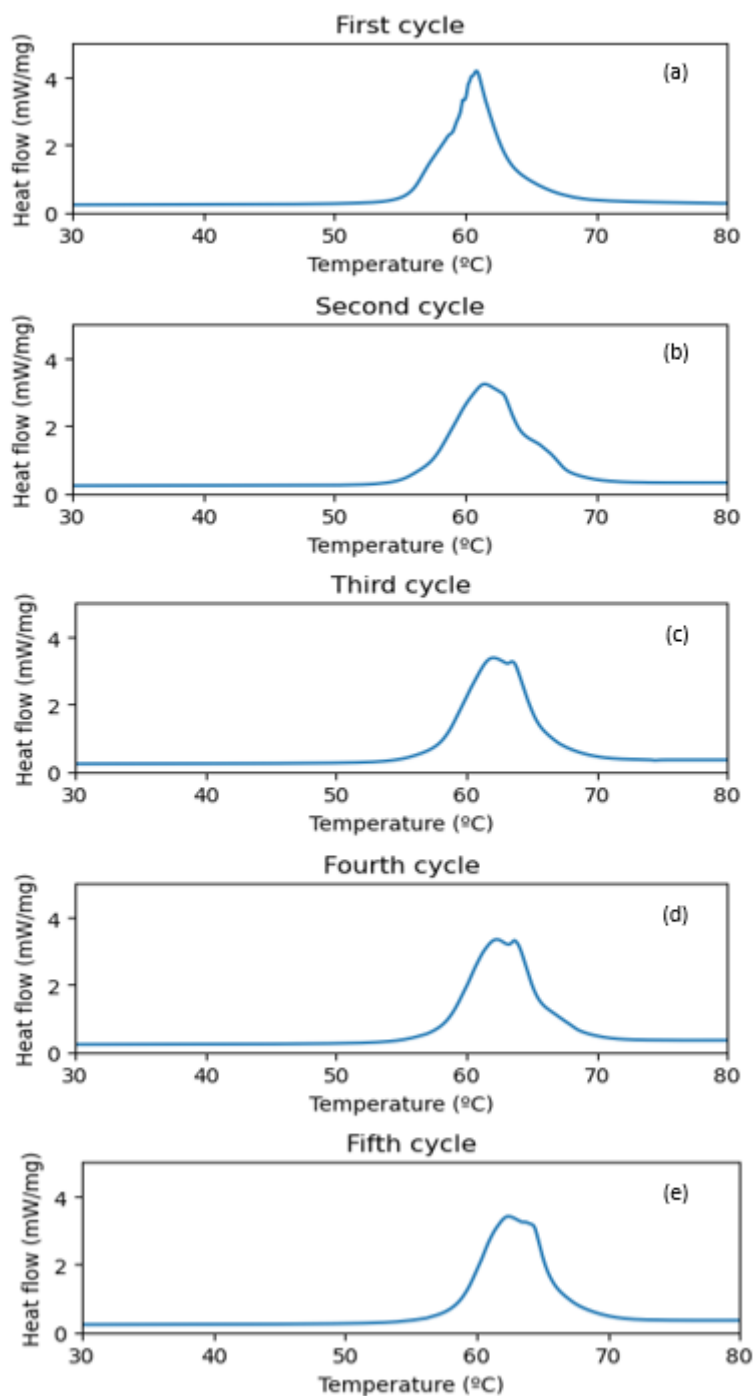 First cycle
(a)
Heat flow (mW/mg)
4
2
0
30 40 50 60 70 80
Temperature (ºC)
Second cycle
(b)
Heat flow (mW/mg)
4
2
0
30 40 50 60 70 80
Temperature (ºC)
Third cycle
(c)
Heat flow (mW/mg)
4
2
0
30 40 50 60 70 80
Temperature (ºC)
Fourth cycle
(d)
Heat flow (mW/mg)
4
2
0
30 40 50 60 70 80
Temperature (ºC)
Fifth cycle
(e)
Heat flow (mW/mg)
4
2
0
30 40 50 60 70 80
Temperature (ºC)